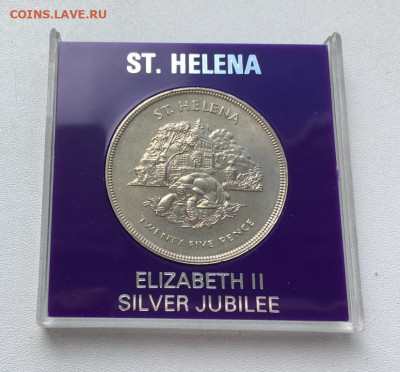 COINS.LAVE.RU
ST. HELENA
ST. HELENA
TWENTY FIVE PENCE
ELIZABETH II
SILVER JUBILEE